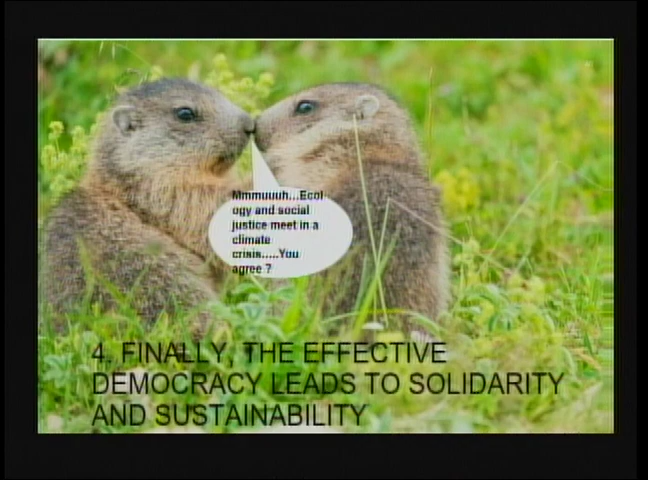 Mmmuuuh...Ecol
ogy and social
justice meet in a
climate
crisis.....You
agree ?
4. FINALLY, THE EFFECTIVE
DEMOCRACY LEADS TO SOLIDARITY
AND SUSTAINABILITY